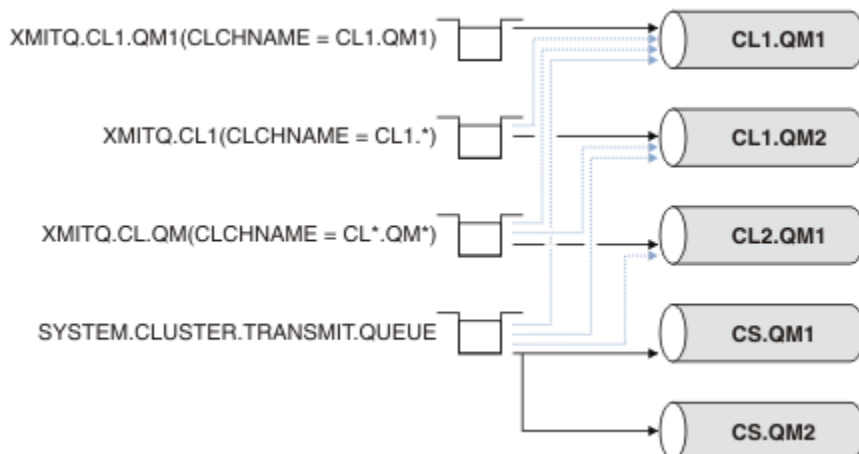 XMITQ.CL1.QM1(CLCHNAME = CL1.QM1)
CL1.QM1
XMITQ.CL1(CLCHNAME = CL1.*)
CL1.QM2
XMITQ.CL.QM(CLCHNAME = CL*.QM*)
CL2.QM1
SYSTEM.CLUSTER.TRANSMIT.QUEUE
CS.QM1
CS.QM2